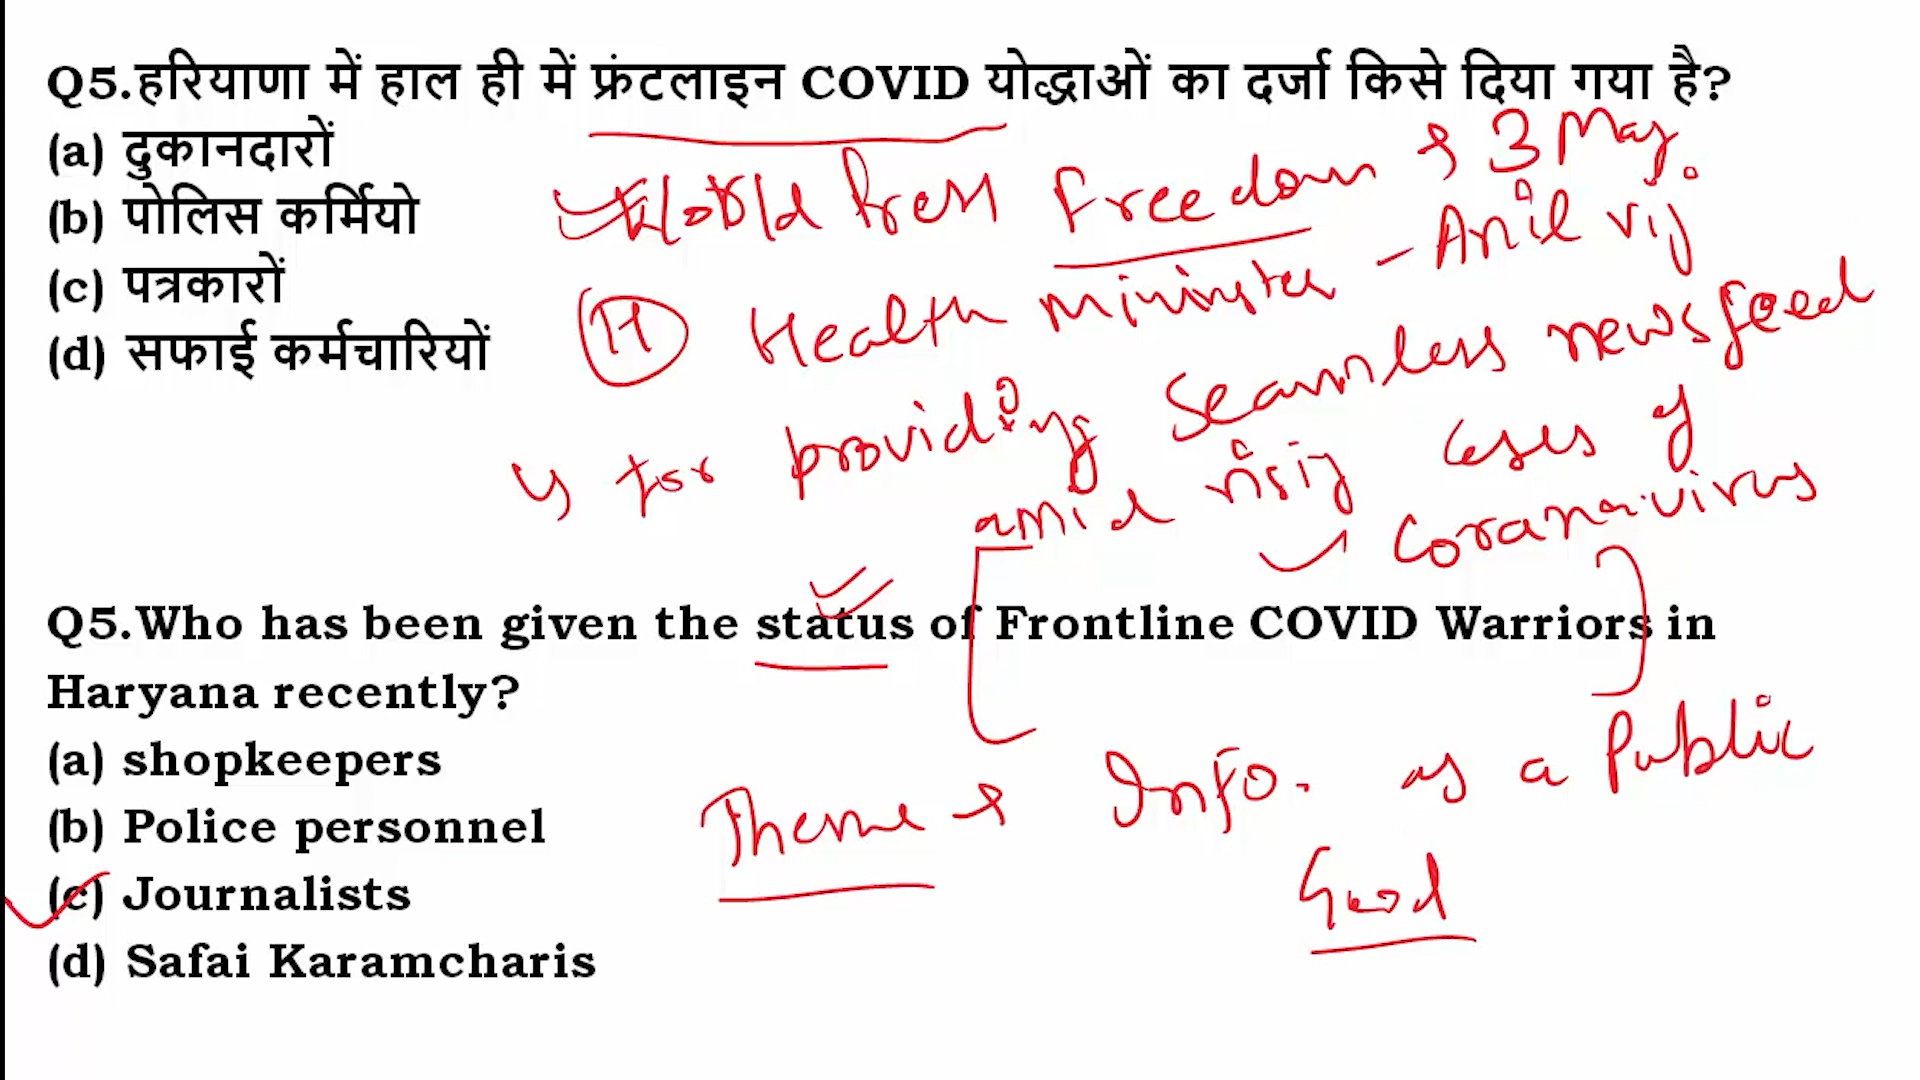 Q5.हरियाणा में हाल ही में फ्रंटलाइन COVID योद्धाओं का दर्जा किसे दिया गया है?
(a) दुकानदारों
(b) पोलिस कर्मियो
(c) पत्रकारों
(d) सफाई कर्मचारियों
World Press Freedom 3 May.
(H) Health Mininster - Anil Vij
for providing Seamless newsfeed
amid rising Cases of
Coranavirus
Q5.Who has been given the status of Frontline COVID Warriors in
Haryana recently?
(a) shopkeepers
(b) Police personnel
(c) Journalists
(d) Safai Karamcharis
Theme Info. as a Public
Good